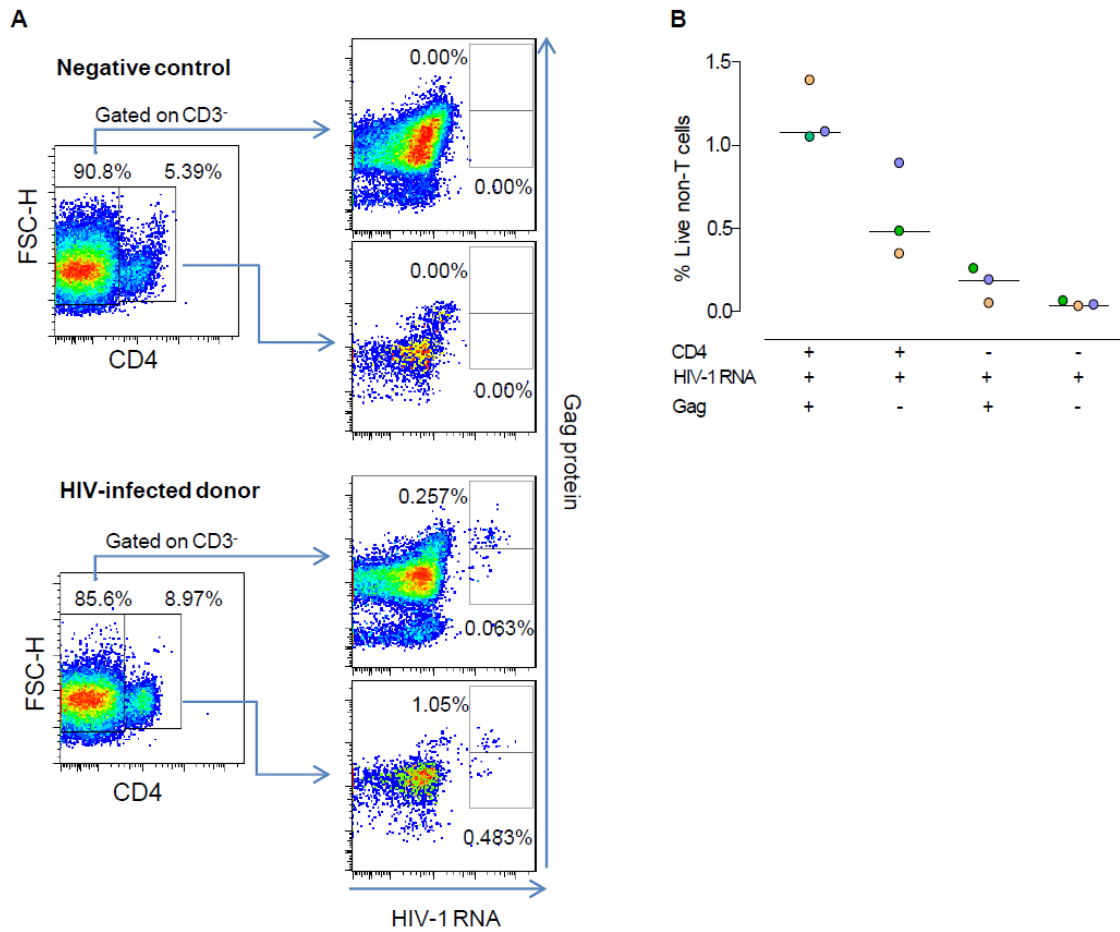 A
Negative control
Gated on CD3-
90.8% 5.39%
FSC-H
CD4
0.00%
0.00%
0.00%
0.00%
HIV-infected donor
Gated on CD3-
85.6% 8.97%
FSC-H
CD4
0.257%
0.063%
1.05%
0.483%
Gag protein
HIV-1 RNA
B
% Live non-T cells
1.5
1.0
0.5
0.0
CD4 + + - -
HIV-1 RNA + + + +
Gag + - + -